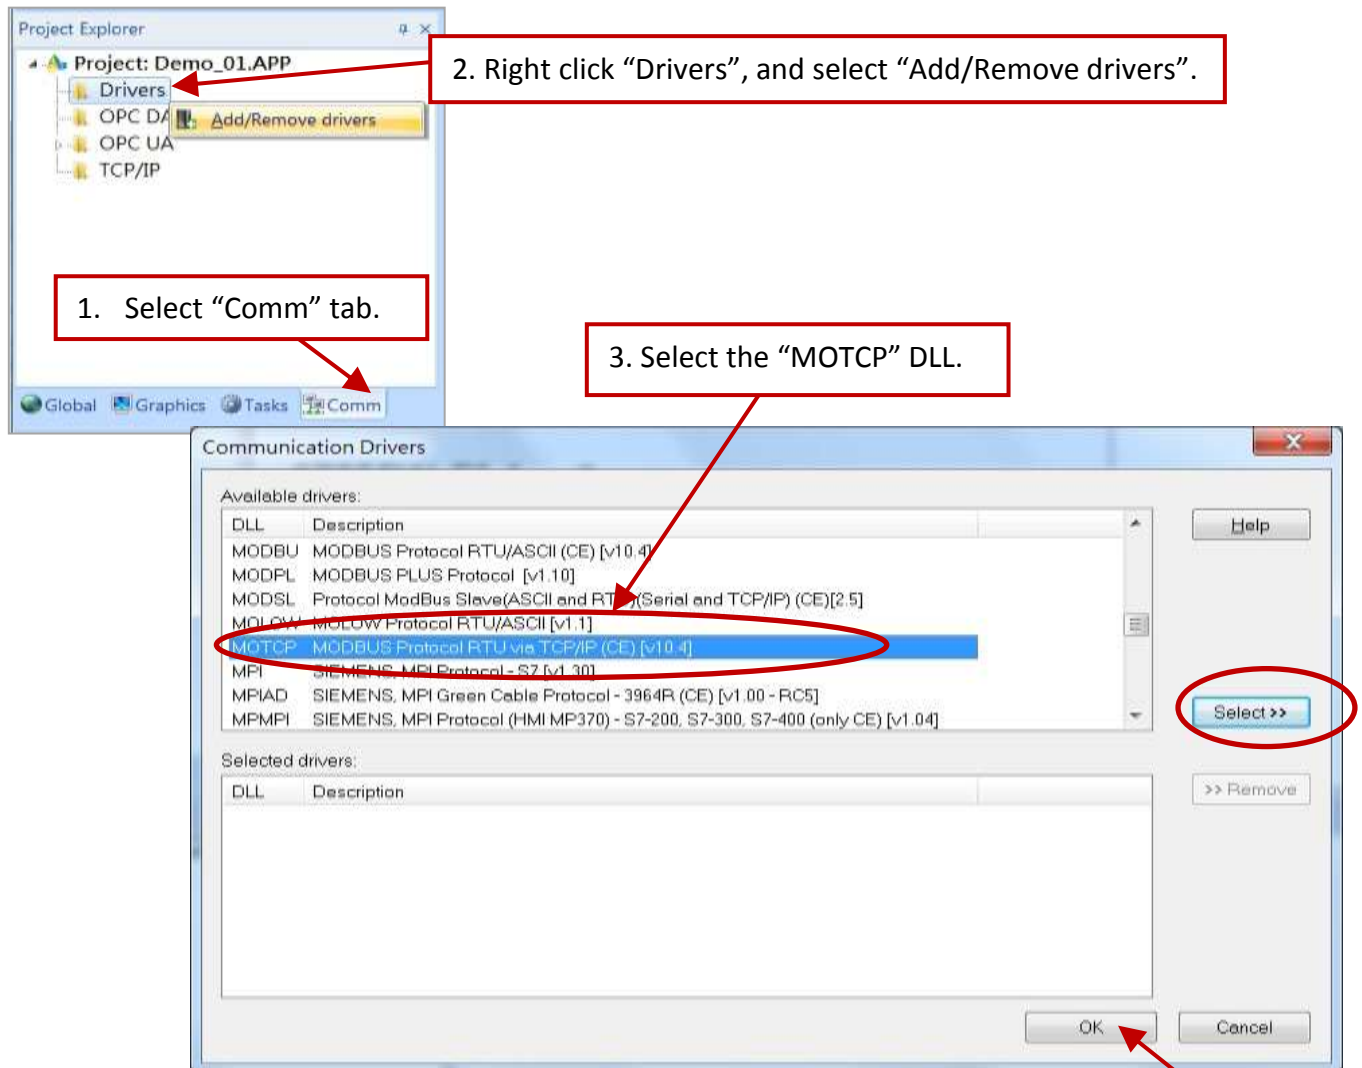 Project Explorer
Project: Demo_01.APP
2. Right click “Drivers”, and select “Add/Remove drivers”.
Drivers
OPC DA
Add/Remove drivers
OPC UA
TCP/IP
1. Select “Comm” tab.
3. Select the “MOTCP” DLL.
Global Graphics Tasks Comm
Communication Drivers
Available drivers:
DLL Description
Help
MODBU MODBUS Protocol RTU/ASCII (CE) [v10.4]
MODPL MODBUS PLUS Protocol [v1.10]
MODSL Protocol ModBus Slave(ASCII and RTU)(Serial and TCP/IP) (CE)[2.5]
MOLOW MOLOW Protocol RTU/ASCII [v1.1]
MOTCP MODBUS Protocol RTU via TCP/IP (CE) [v10.4]
MPI SIEMENS, MPI Protocol - S7 [v1.30]
MPIAD SIEMENS, MPI Green Cable Protocol - 3964R (CE) [v1.00 - RC5]
MPMPI SIEMENS, MPI Protocol (HMI MP370) - S7-200, S7-300, S7-400 (only CE) [v1.04]
Select >>
Selected drivers:
DLL Description
>> Remove
OK Cancel